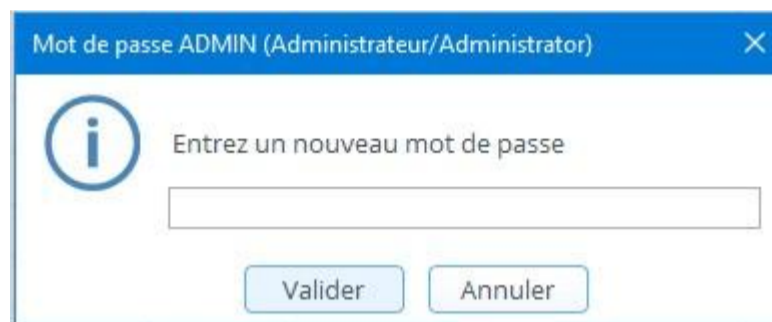 Mot de passe ADMIN (Administrateur/Administrator)
Entrez un nouveau mot de passe
Valider Annuler